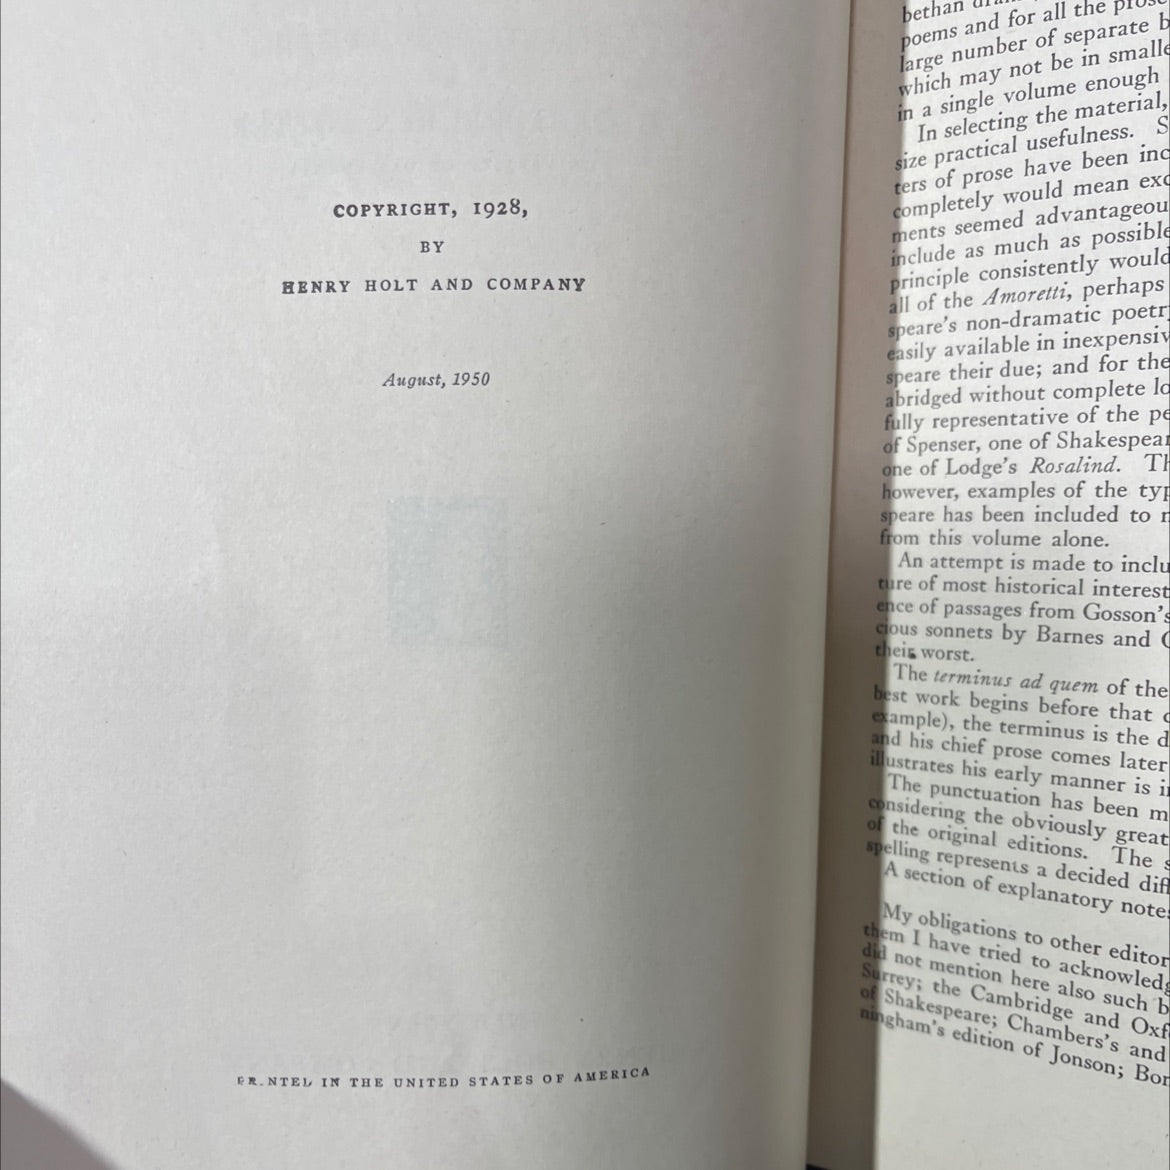 COPYRIGHT, 1928,
BY
HENRY HOLT AND COMPANY
August, 1950
PR.NTED IN THE UNITED STATES OF AMERICA
bethan
poems and for all the prose
large number of separate b
which may not be in smalle
in a single volume enough
In selecting the material,
size practical usefulness. S
ters of prose have been inc
completely would mean exc
ments seemed advantageou
include as much as possible
principle consistently would
all of the Amoretti, perhaps
speare's non-dramatic poetr
easily available in inexpensiv
speare their due; and for the
abridged without complete lo
fully representative of the pe
of Spenser, one of Shakespear
one of Lodge's Rosalind. Th
however, examples of the typ
speare has been included to
from this volume alone.
An attempt is made to inclu
ture of most historical interest
ence of passages from Gosson's
cious sonnets by Barnes and
their worst.
The terminus ad quem of the
best work begins before that
example), the terminus is the d
and his chief prose comes later
illustrates his early manner is i
The punctuation has been m
considering the obviously great
of the original editions. The s
spelling represents a decided diff
A section of explanatory note
My obligations to other editor
them I have tried to acknowledg
did not mention here also such b
Surrey; the Cambridge and Oxf
of Shakespeare; Chambers's and
ningham's edition of Jonson; Bon